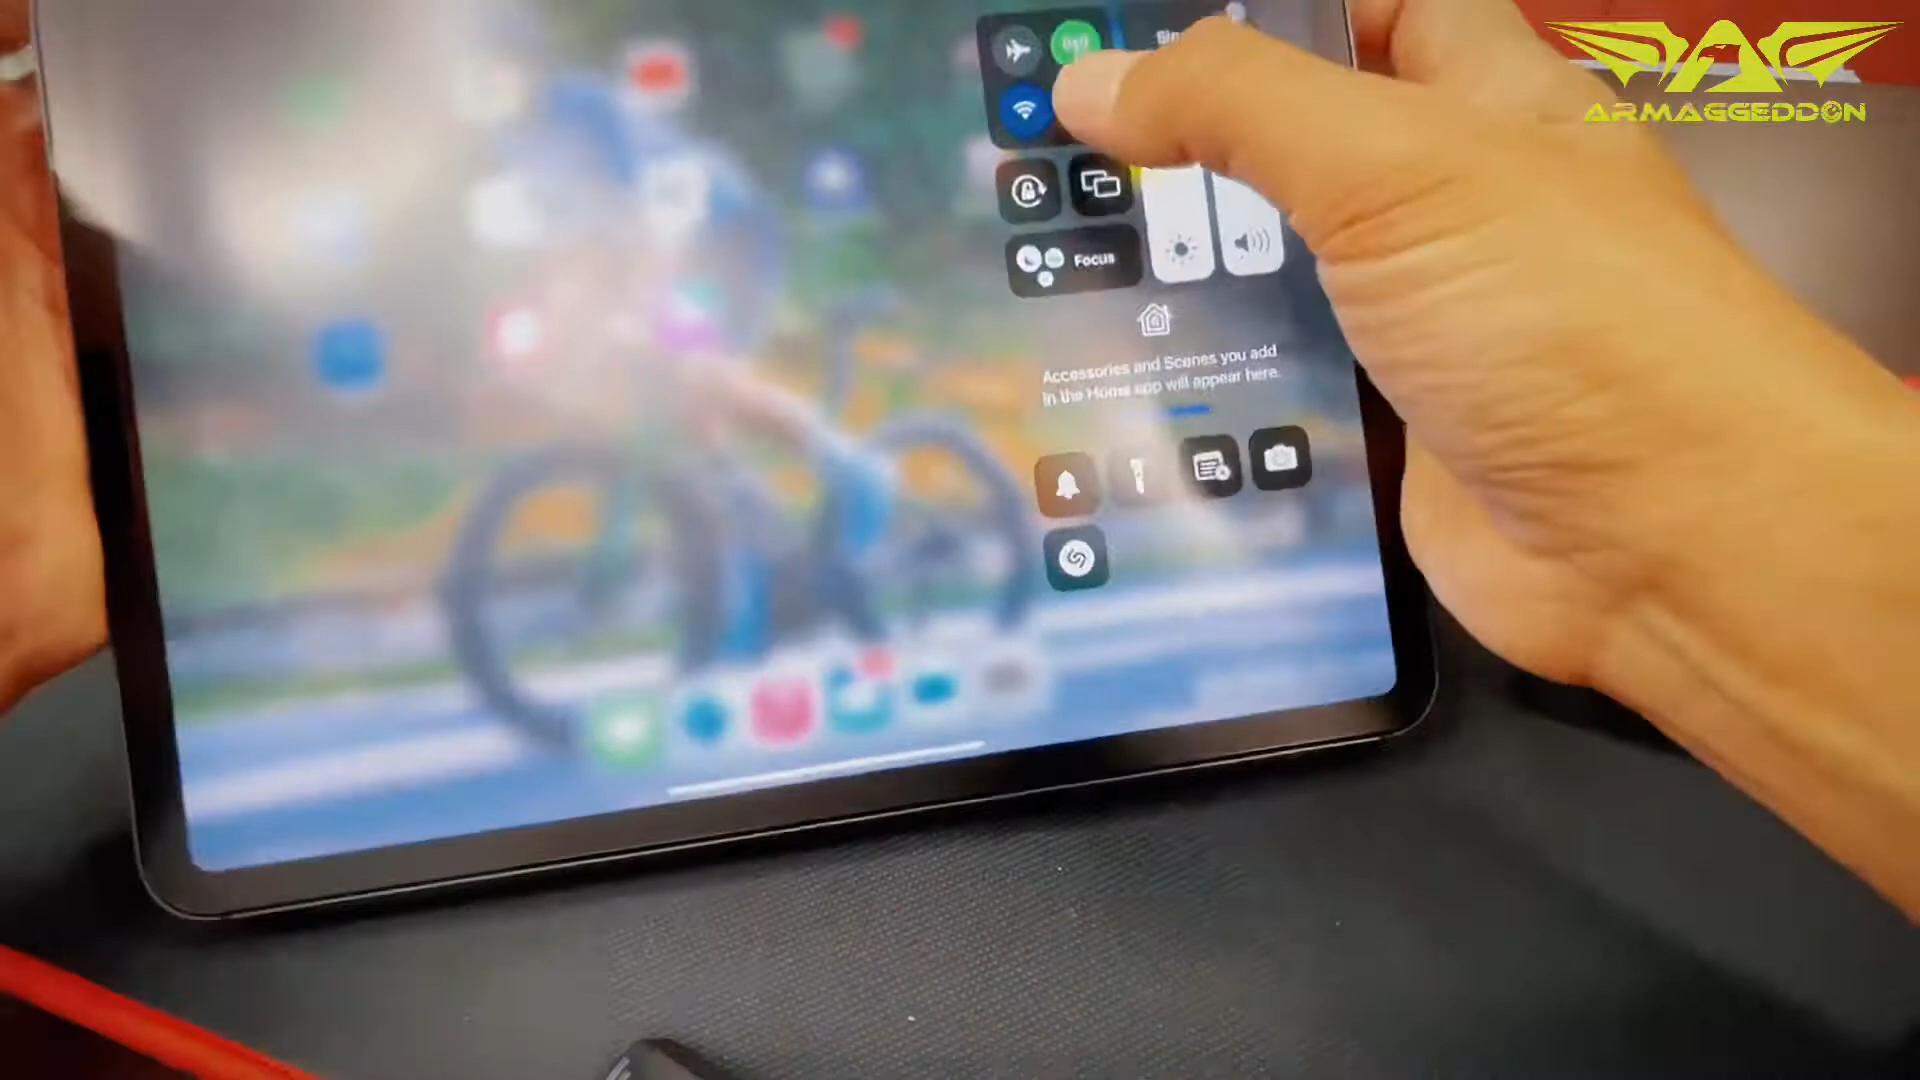 ARMAGGEDDON
Focus
Accessories and Scenes you add
in the Home app will appear here.